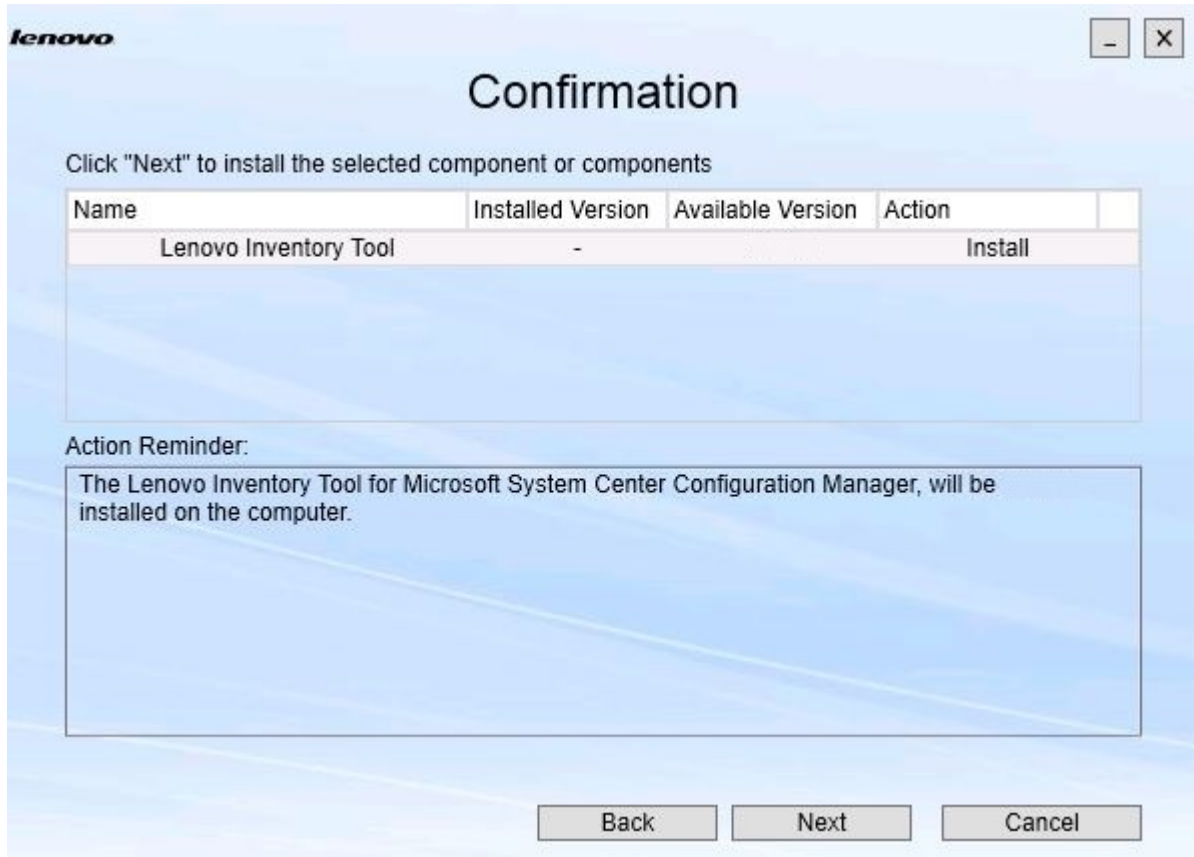 lenovo
Confirmation
Click "Next" to install the selected component or components
Name Installed Version Available Version Action
Lenovo Inventory Tool - Install
Action Reminder:
The Lenovo Inventory Tool for Microsoft System Center Configuration Manager, will be
installed on the computer.
Back Next Cancel